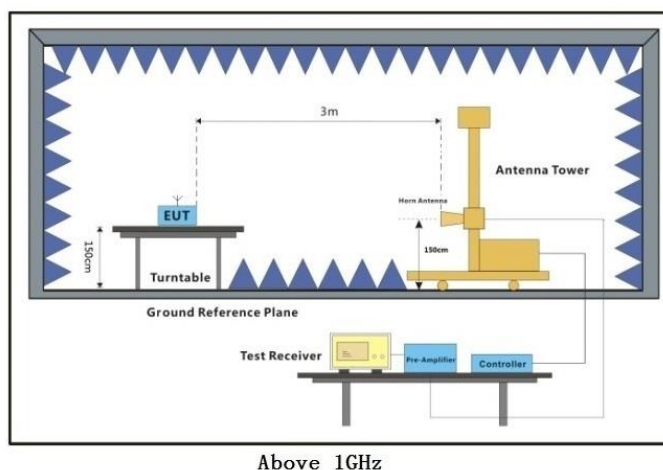 3m
Antenna Tower
Horn Antenna
EUT
150cm
150cm
Turntable
Ground Reference Plane
Test Receiver
Pre-Amplifier
Controller
Above 1GHz